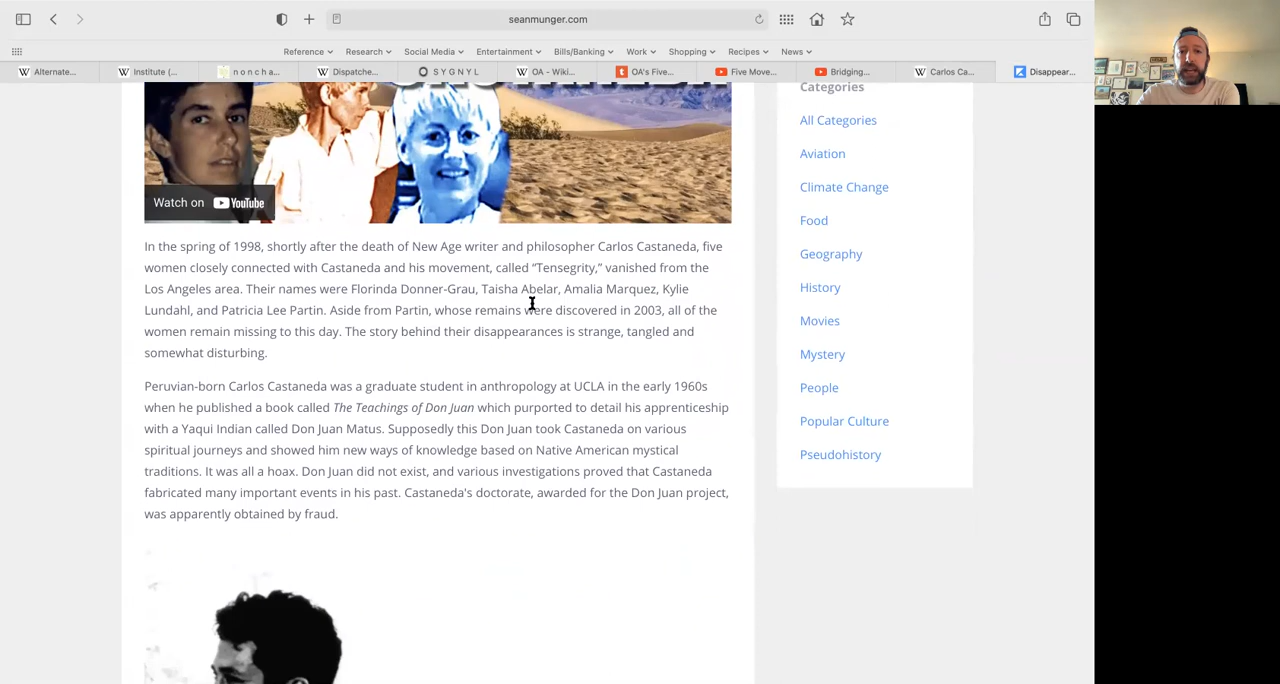 seanmunger.com
Reference
Research
Social Media
Entertainment
Bills/Banking
Work
Shopping
Recipes
News
Alternate...
Institute (...
n o n c h a...
Dispatche...
S Y G N Y L
OA - Wiki...
OA's Five...
Five Move...
Bridging...
Carlos Ca...
Disappear...
Watch on YouTube
In the spring of 1998, shortly after the death of New Age writer and philosopher Carlos Castaneda, five
women closely connected with Castaneda and his movement, called “Tensegrity,” vanished from the
Los Angeles area. Their names were Florinda Donner-Grau, Taisha Abelar, Amalia Marquez, Kylie
Lundahl, and Patricia Lee Partin. Aside from Partin, whose remains were discovered in 2003, all of the
women remain missing to this day. The story behind their disappearances is strange, tangled and
somewhat disturbing.
Peruvian-born Carlos Castaneda was a graduate student in anthropology at UCLA in the early 1960s
when he published a book called The Teachings of Don Juan which purported to detail his apprenticeship
with a Yaqui Indian called Don Juan Matus. Supposedly this Don Juan took Castaneda on various
spiritual journeys and showed him new ways of knowledge based on Native American mystical
traditions. It was all a hoax. Don Juan did not exist, and various investigations proved that Castaneda
fabricated many important events in his past. Castaneda's doctorate, awarded for the Don Juan project,
was apparently obtained by fraud.
Categories
All Categories
Aviation
Climate Change
Food
Geography
History
Movies
Mystery
People
Popular Culture
Pseudohistory